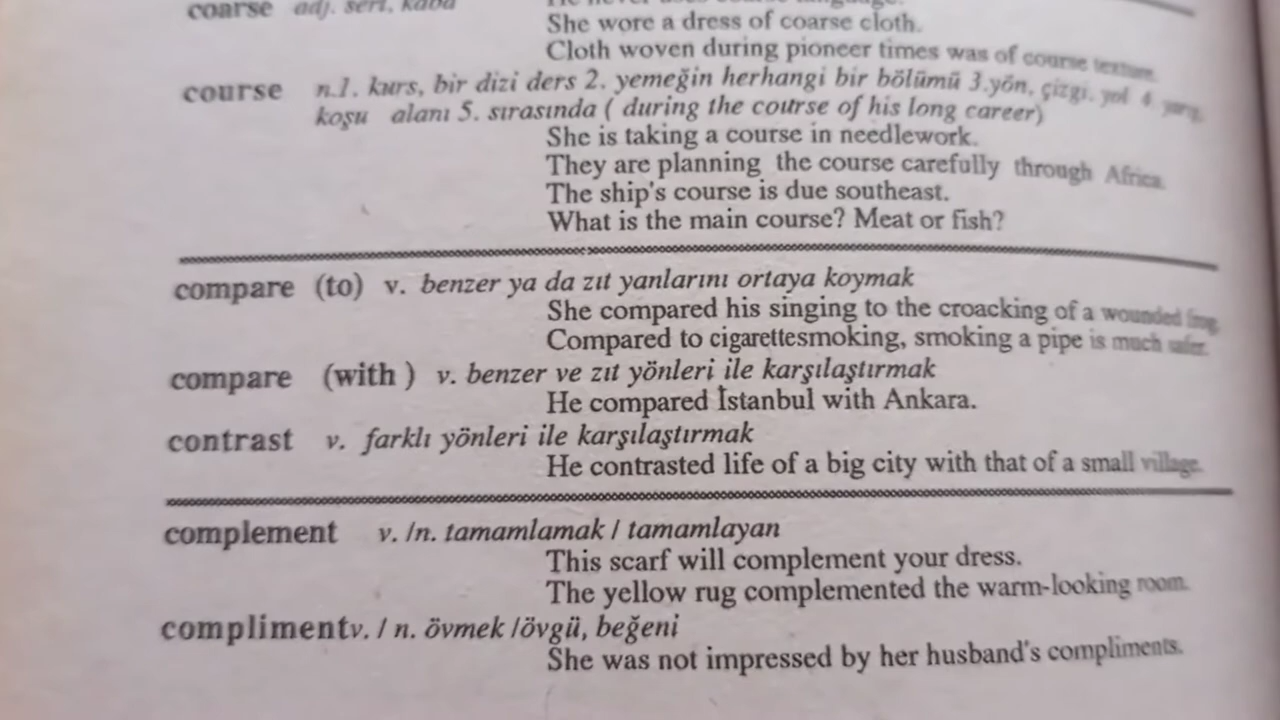 coarse adj. sert, kaba
She wore a dress of coarse cloth.
Cloth woven during pioneer times was of course texture.
course n.1. kurs, bir dizi ders 2. yemeğin herhangi bir bölümü 3.yön, çizgi, yol 4 yarış
koşu alanı 5. sırasında ( during the course of his long career)
She is taking a course in needlework.
They are planning the course carefully through Africa.
The ship's course is due southeast.
What is the main course? Meat or fish?
compare (to) v. benzer ya da zıt yanlarını ortaya koymak
She compared his singing to the croacking of a wounded frog.
Compared to cigarettesmoking, smoking a pipe is much safer.
compare (with ) v. benzer ve zıt yönleri ile karşılaştırmak
He compared İstanbul with Ankara.
contrast v. farklı yönleri ile karşılaştırmak
He contrasted life of a big city with that of a small village.
complement v. /n. tamamlamak / tamamlayan
This scarf will complement your dress.
The yellow rug complemented the warm-looking room.
complimentv. / n. övmek /övgü, beğeni
She was not impressed by her husband's compliments.